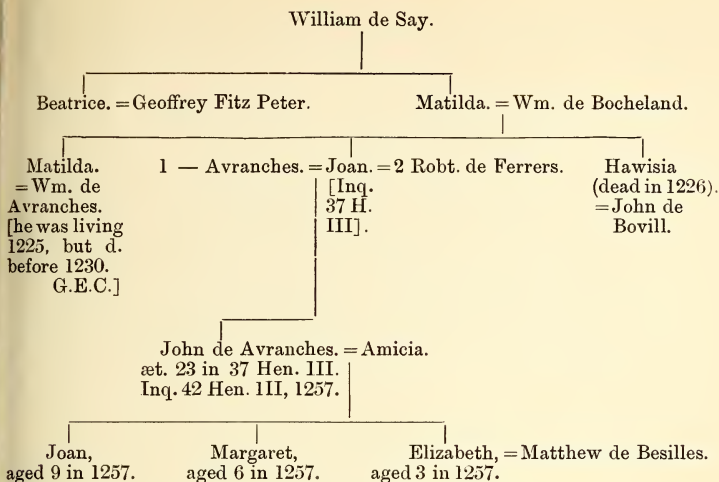 William de Say.
Beatrice. = Geoffrey Fitz Peter. Matilda. = Wm. de Bocheland.
Matilda.
= Wm. de
Avranches.
[he was living
1225, but d.
before 1230.
G.E.C.]
1 — Avranches. = Joan. = 2 Robt. de Ferrers.
[Inq.
37 H.
III].
Hawisia
(dead in 1226).
= John de
Bovill.
John de Avranches. = Amicia.
æt. 23 in 37 Hen. III.
Inq. 42 Hen. III, 1257.
Joan,
aged 9 in 1257.
Margaret,
aged 6 in 1257.
Elizabeth, = Matthew de Besilles.
aged 3 in 1257.